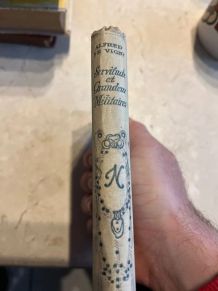 ALFRED
DE VIGNY
Servitude
et
Grandeur
Militaires
N